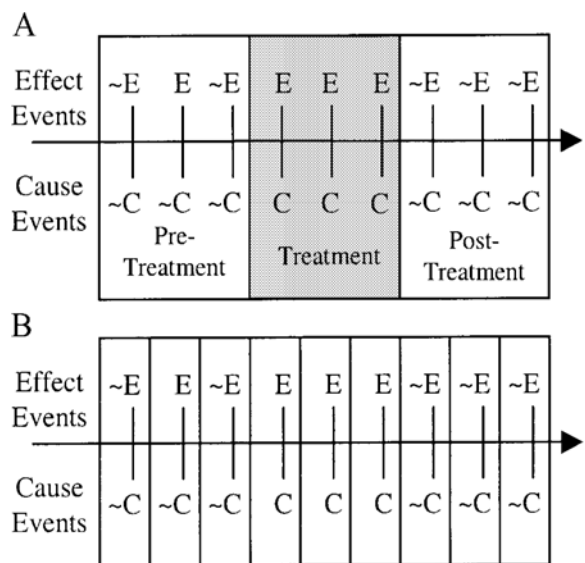 A
Effect Events
~E E ~E E E E ~E ~E ~E
Cause Events
~C ~C ~C C C C ~C ~C ~C
Pre-Treatment
Treatment
Post-Treatment
B
Effect Events
~E E ~E E E E ~E ~E ~E
Cause Events
~C ~C ~C C C C ~C ~C ~C